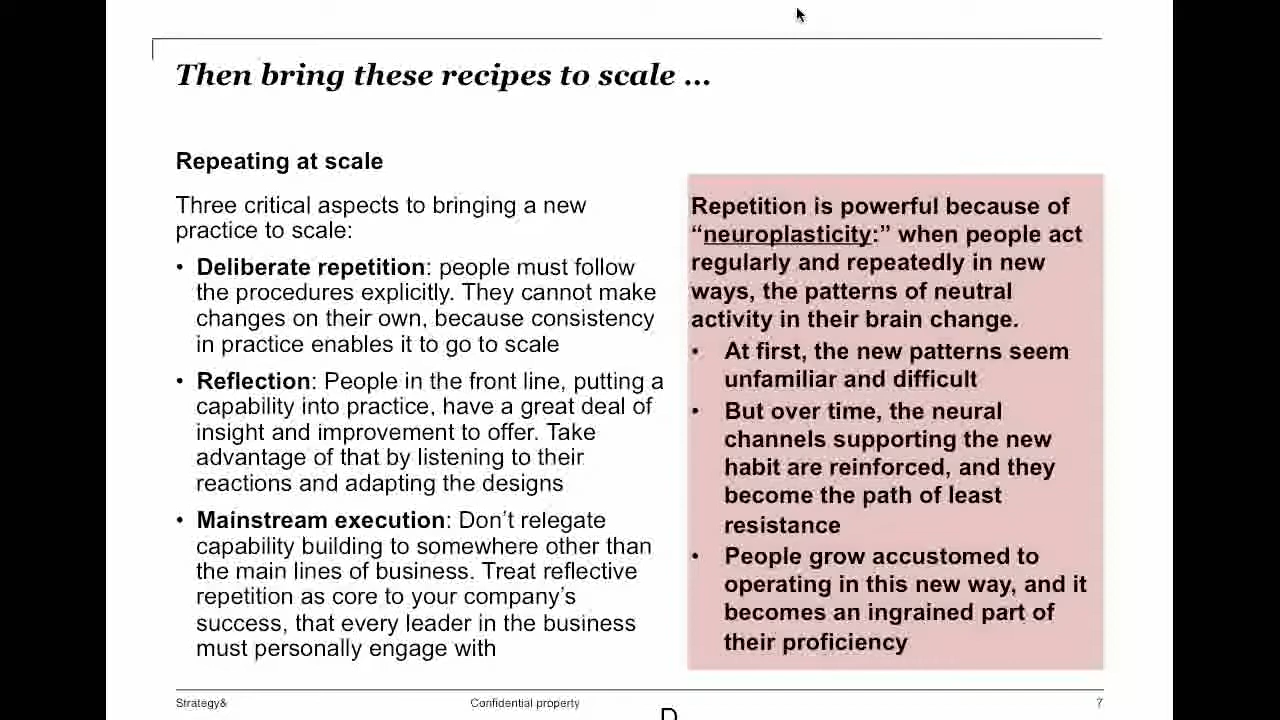 Then bring these recipes to scale ...
Repeating at scale
Three critical aspects to bringing a new
practice to scale:
• Deliberate repetition: people must follow
the procedures explicitly. They cannot make
changes on their own, because consistency
in practice enables it to go to scale
• Reflection: People in the front line, putting a
capability into practice, have a great deal of
insight and improvement to offer. Take
advantage of that by listening to their
reactions and adapting the designs
• Mainstream execution: Don’t relegate
capability building to somewhere other than
the main lines of business. Treat reflective
repetition as core to your company’s
success, that every leader in the business
must personally engage with
Repetition is powerful because of
“neuroplasticity:” when people act
regularly and repeatedly in new
ways, the patterns of neutral
activity in their brain change.
• At first, the new patterns seem
unfamiliar and difficult
• But over time, the neural
channels supporting the new
habit are reinforced, and they
become the path of least
resistance
• People grow accustomed to
operating in this new way, and it
becomes an ingrained part of
their proficiency
Strategy& Confidential property 7